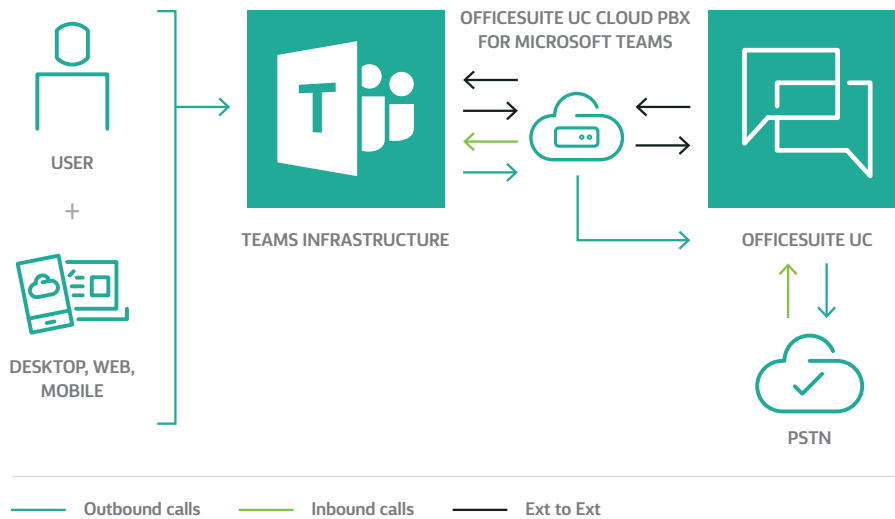 OFFICESUITE UC CLOUD PBX
FOR MICROSOFT TEAMS
T
USER
+
TEAMS INFRASTRUCTURE
OFFICESUITE UC
DESKTOP, WEB,
MOBILE
PSTN
Outbound calls
Inbound calls
Ext to Ext